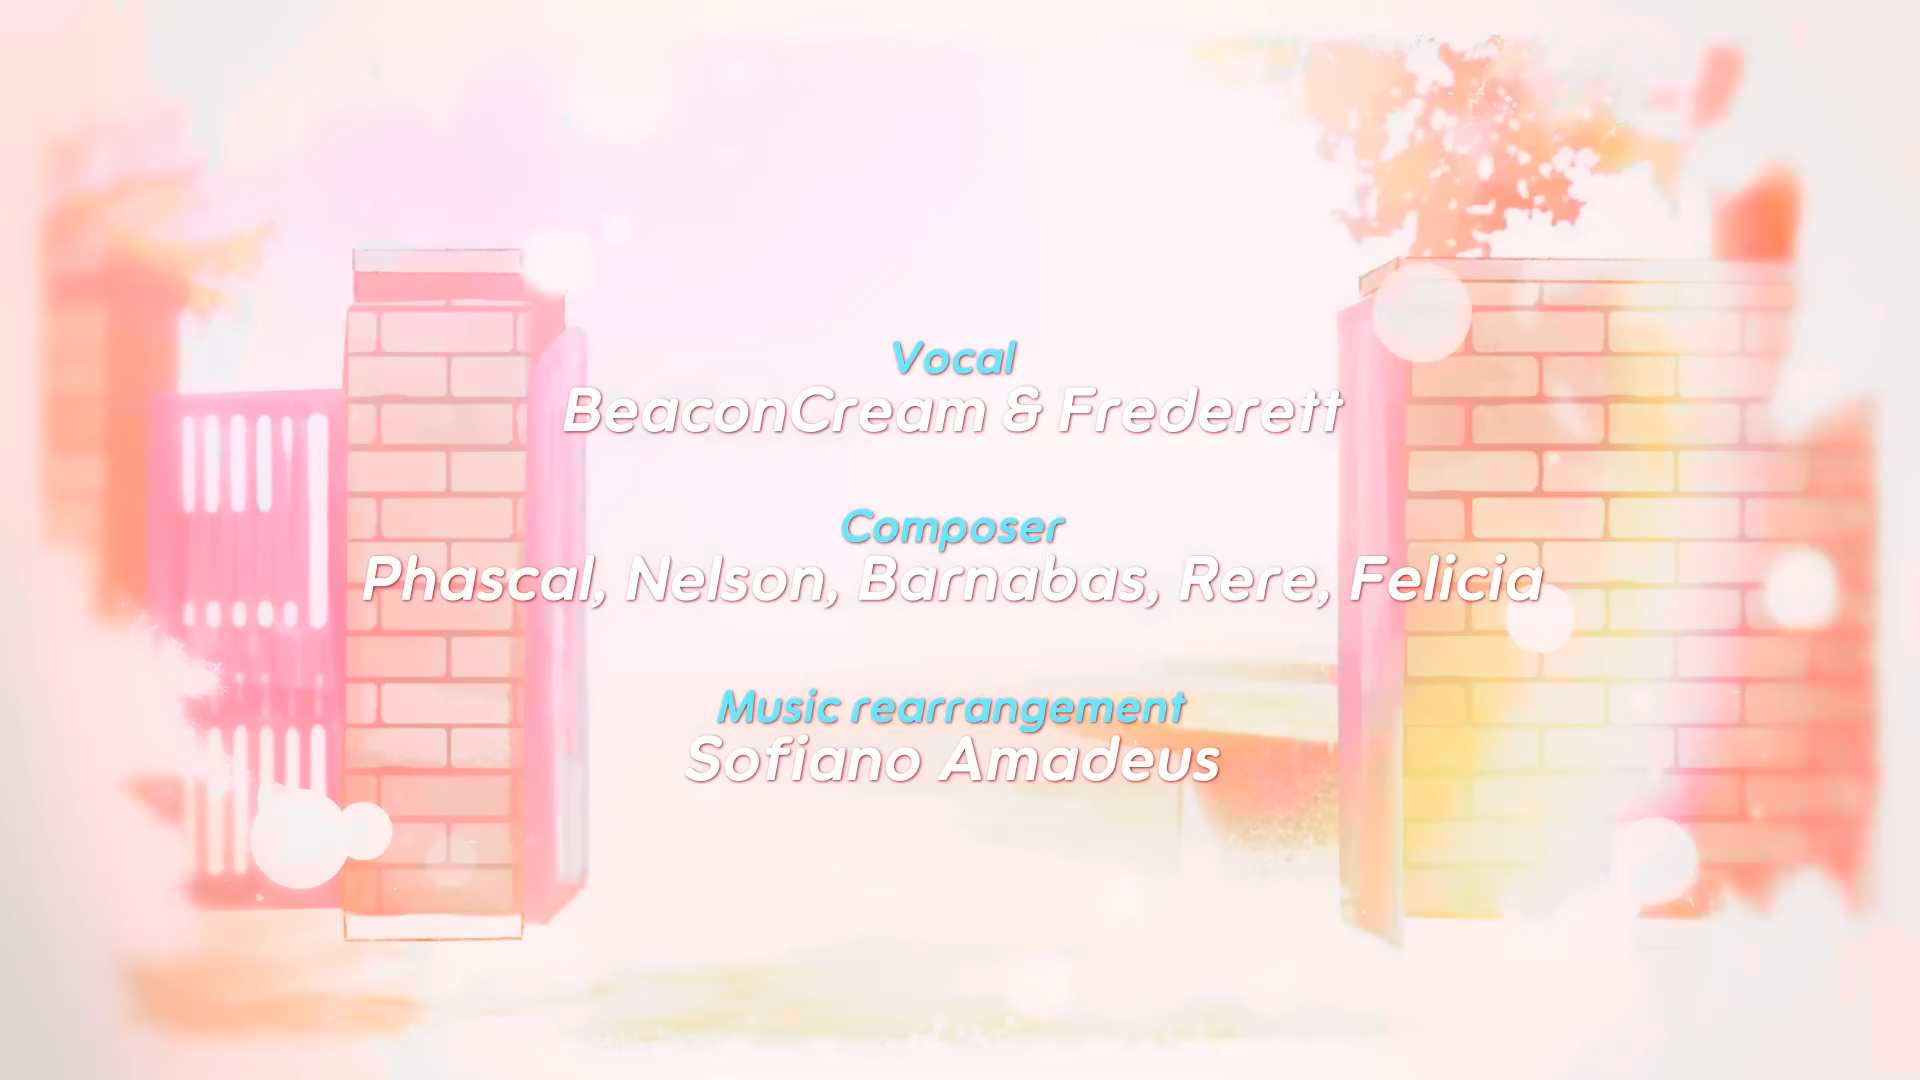 Vocal
BeaconCream & Frederett
Composer
Phascal, Nelson, Barnabas, Rere, Felicia
Music rearrangement
Sofiano Amadeus